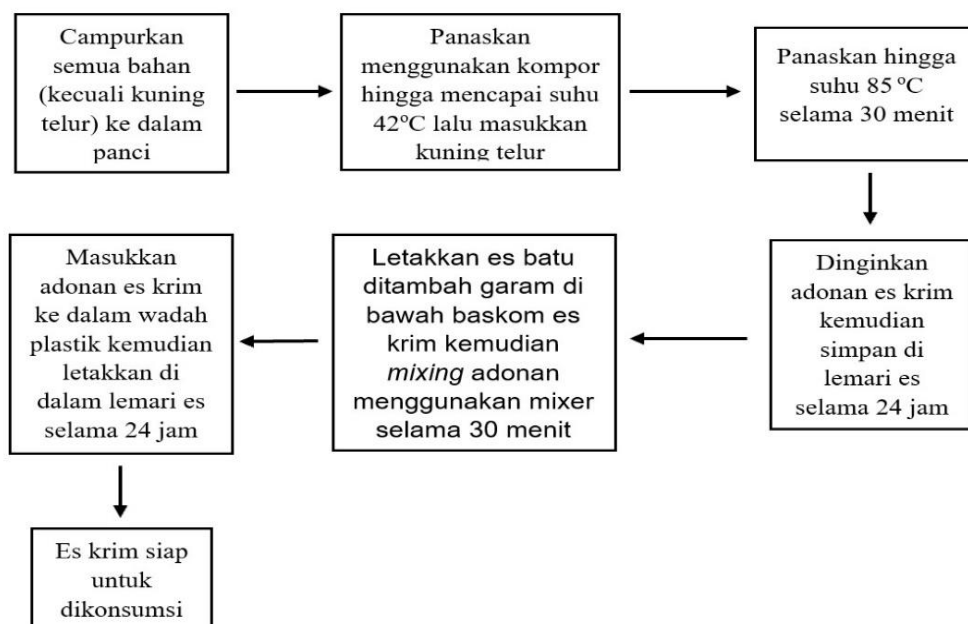 Campurkan
semua bahan
(kecuali kuning
telur) ke dalam
panci
Panaskan
menggunakan kompor
hingga mencapai suhu
42ºC lalu masukkan
kuning telur
Panaskan hingga
suhu 85 ºC
selama 30 menit
Dinginkan
adonan es krim
kemudian
simpan di
lemari es
selama 24 jam
Letakkan es batu
ditambah garam di
bawah baskom es
krim kemudian
mixing adonan
menggunakan mixer
selama 30 menit
Masukkan
adonan es krim
ke dalam wadah
plastik kemudian
letakkan di
dalam lemari es
selama 24 jam
Es krim siap
untuk
dikonsumsi